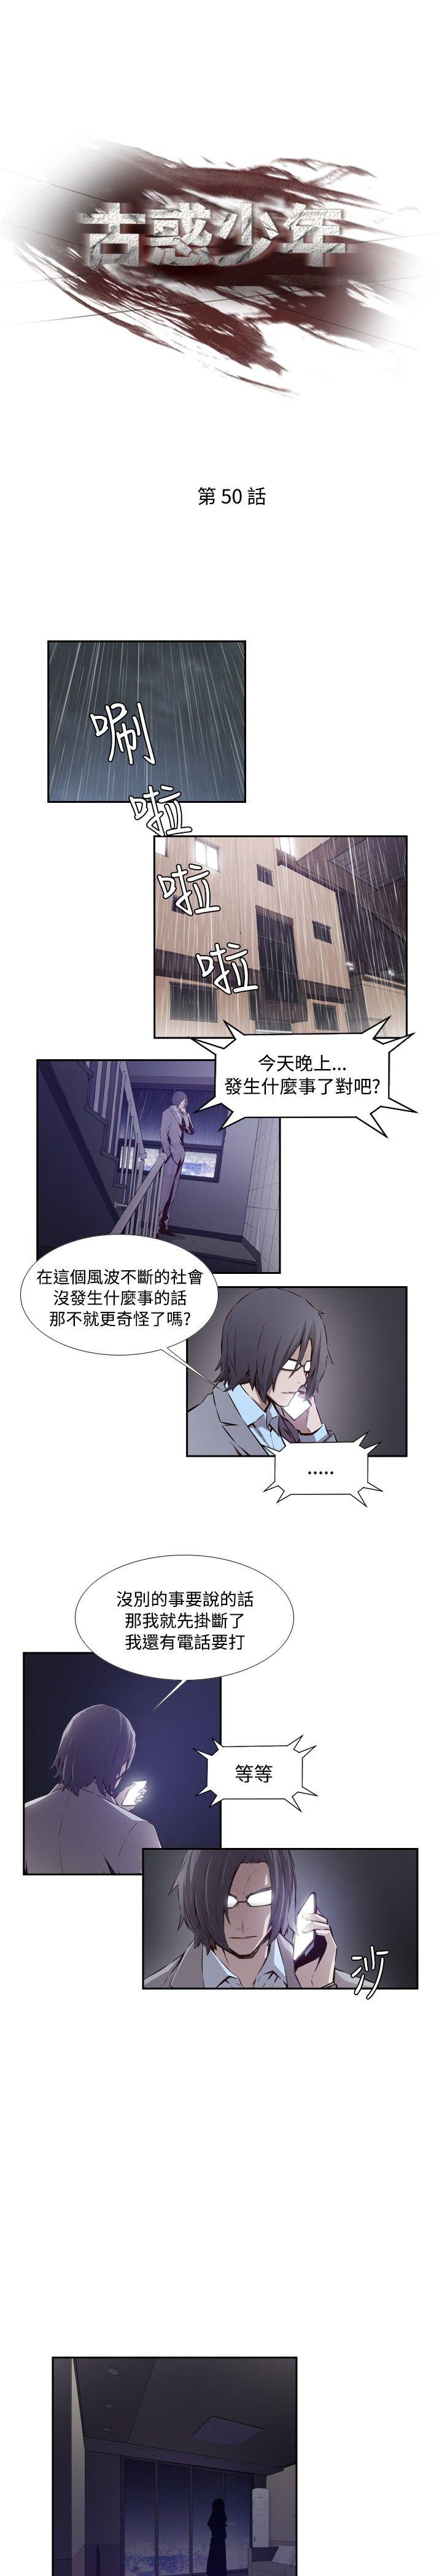 古惑少年
第 50 話
唰
啦
啦
啦
今天晚上...
發生什麼事了對吧?
在這個風波不斷的社會
沒發生什麼事的話
那不就更奇怪了嗎?
.....
沒別的事要說的話
那我就先掛斷了
我還有電話要打
等等
沙